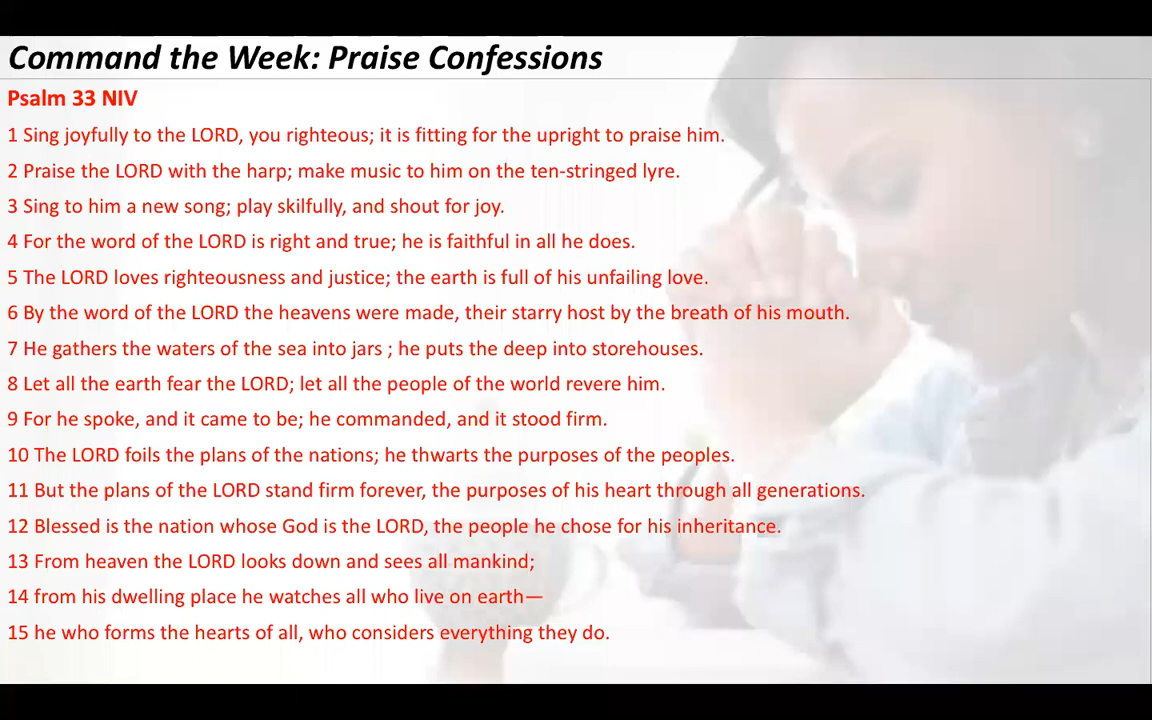 Command the Week: Praise Confessions
Psalm 33 NIV
1 Sing joyfully to the LORD, you righteous; it is fitting for the upright to praise him.
2 Praise the LORD with the harp; make music to him on the ten-stringed lyre.
3 Sing to him a new song; play skilfully, and shout for joy.
4 For the word of the LORD is right and true; he is faithful in all he does.
5 The LORD loves righteousness and justice; the earth is full of his unfailing love.
6 By the word of the LORD the heavens were made, their starry host by the breath of his mouth.
7 He gathers the waters of the sea into jars ; he puts the deep into storehouses.
8 Let all the earth fear the LORD; let all the people of the world revere him.
9 For he spoke, and it came to be; he commanded, and it stood firm.
10 The LORD foils the plans of the nations; he thwarts the purposes of the peoples.
11 But the plans of the LORD stand firm forever, the purposes of his heart through all generations.
12 Blessed is the nation whose God is the LORD, the people he chose for his inheritance.
13 From heaven the LORD looks down and sees all mankind;
14 from his dwelling place he watches all who live on earth—
15 he who forms the hearts of all, who considers everything they do.